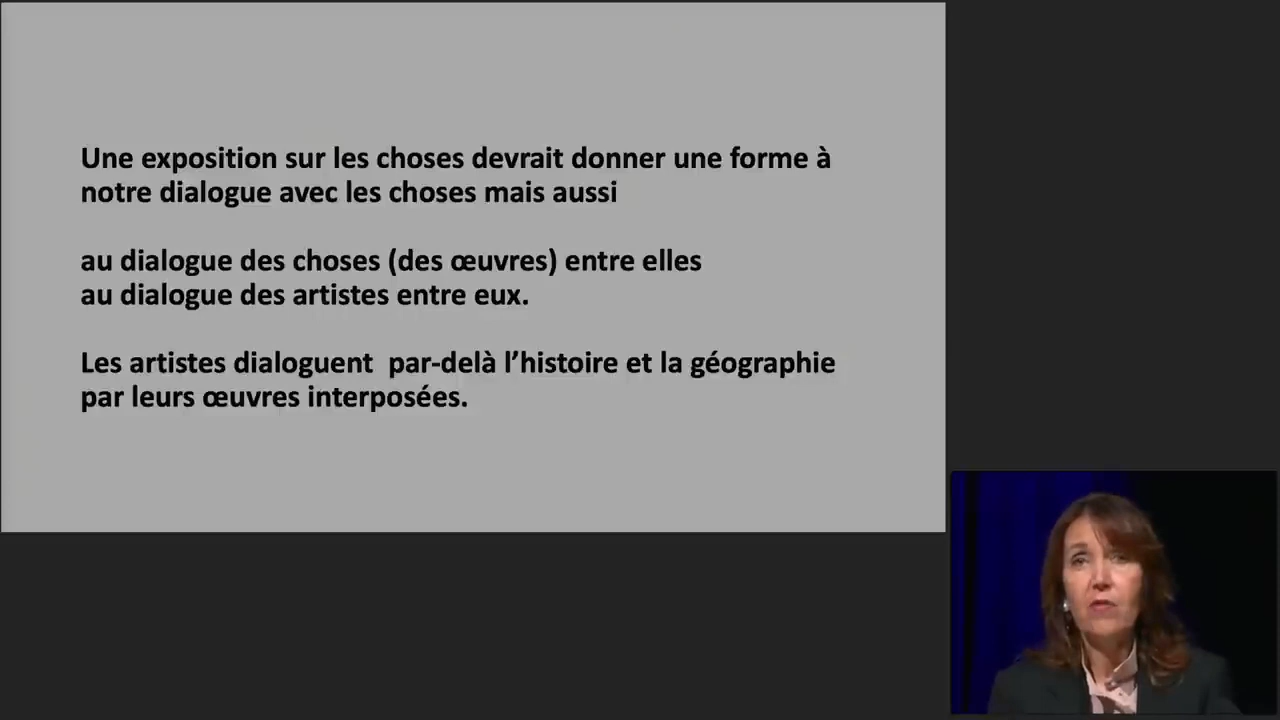 Une exposition sur les choses devrait donner une forme à
notre dialogue avec les choses mais aussi
au dialogue des choses (des œuvres) entre elles
au dialogue des artistes entre eux.
Les artistes dialoguent  par-delà l’histoire et la géographie
par leurs œuvres interposées.